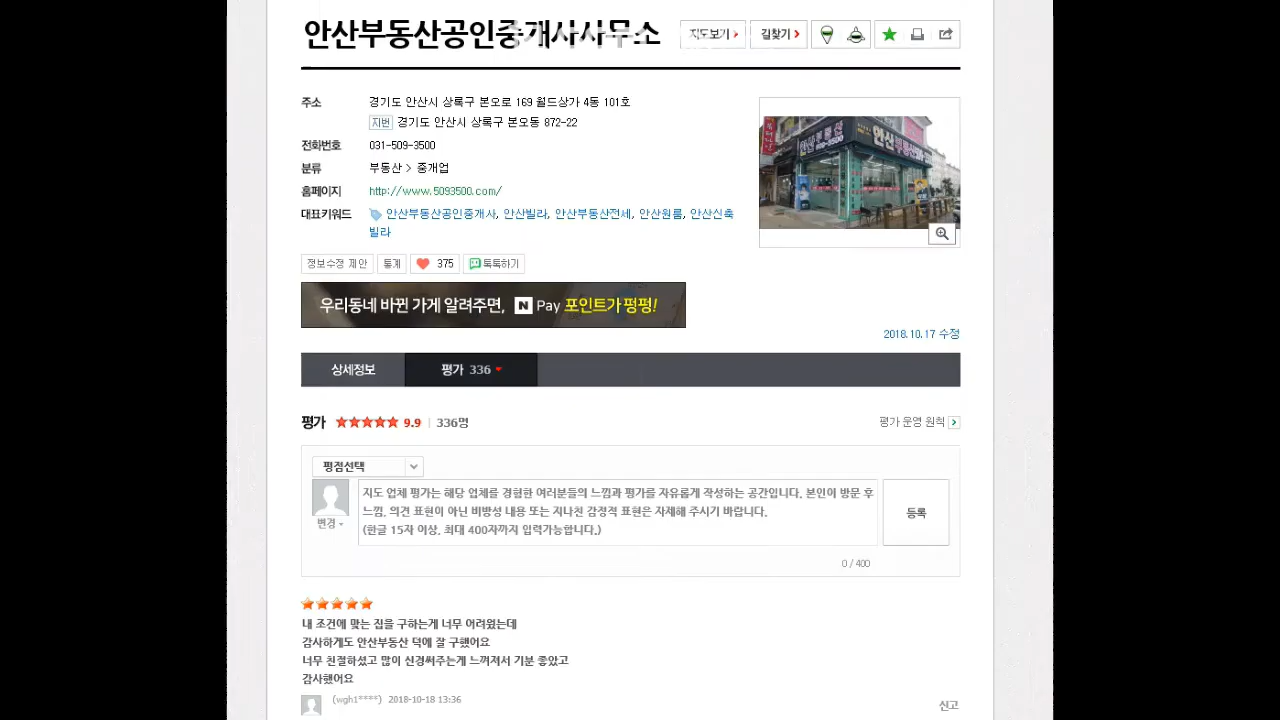 안산부동산공인중개사사무소
지도보기
길찾기
주소
경기도 안산시 상록구 본오로 169 월드상가 4동 101호
지번 경기도 안산시 상록구 본오동 872-22
전화번호
031-509-3500
분류
부동산 > 중개업
홈페이지
http://www.5093500.com/
대표키워드
안산부동산공인중개사, 안산빌라, 안산부동산전세, 안산원룸, 안산신축
빌라
안산부동산
정보수정 제안
통계
375
톡톡하기
우리동네 바뀐 가게 알려주면, N Pay 포인트가 펑펑!
2018.10.17 수정
상세정보
평가 336
평가 9.9 336명
평가 운영 원칙
평점선택
지도 업체 평가는 해당 업체를 경험한 여러분들의 느낌과 평가를 자유롭게 작성하는 공간입니다. 본인이 방문 후
느낌, 의견 표현이 아닌 비방성 내용 또는 지나친 감정적 표현은 자제해 주시기 바랍니다.
(한글 15자 이상, 최대 400자까지 입력가능합니다.)
변경
등록
0 / 400
내 조건에 맞는 집을 구하는게 너무 어려웠는데
감사하게도 안산부동산 덕에 잘 구했어요
너무 친절하셨고 많이 신경써주는게 느껴져서 기분 좋았고
감사했어요
(wgh1****) 2018-10-18 13:36
신고